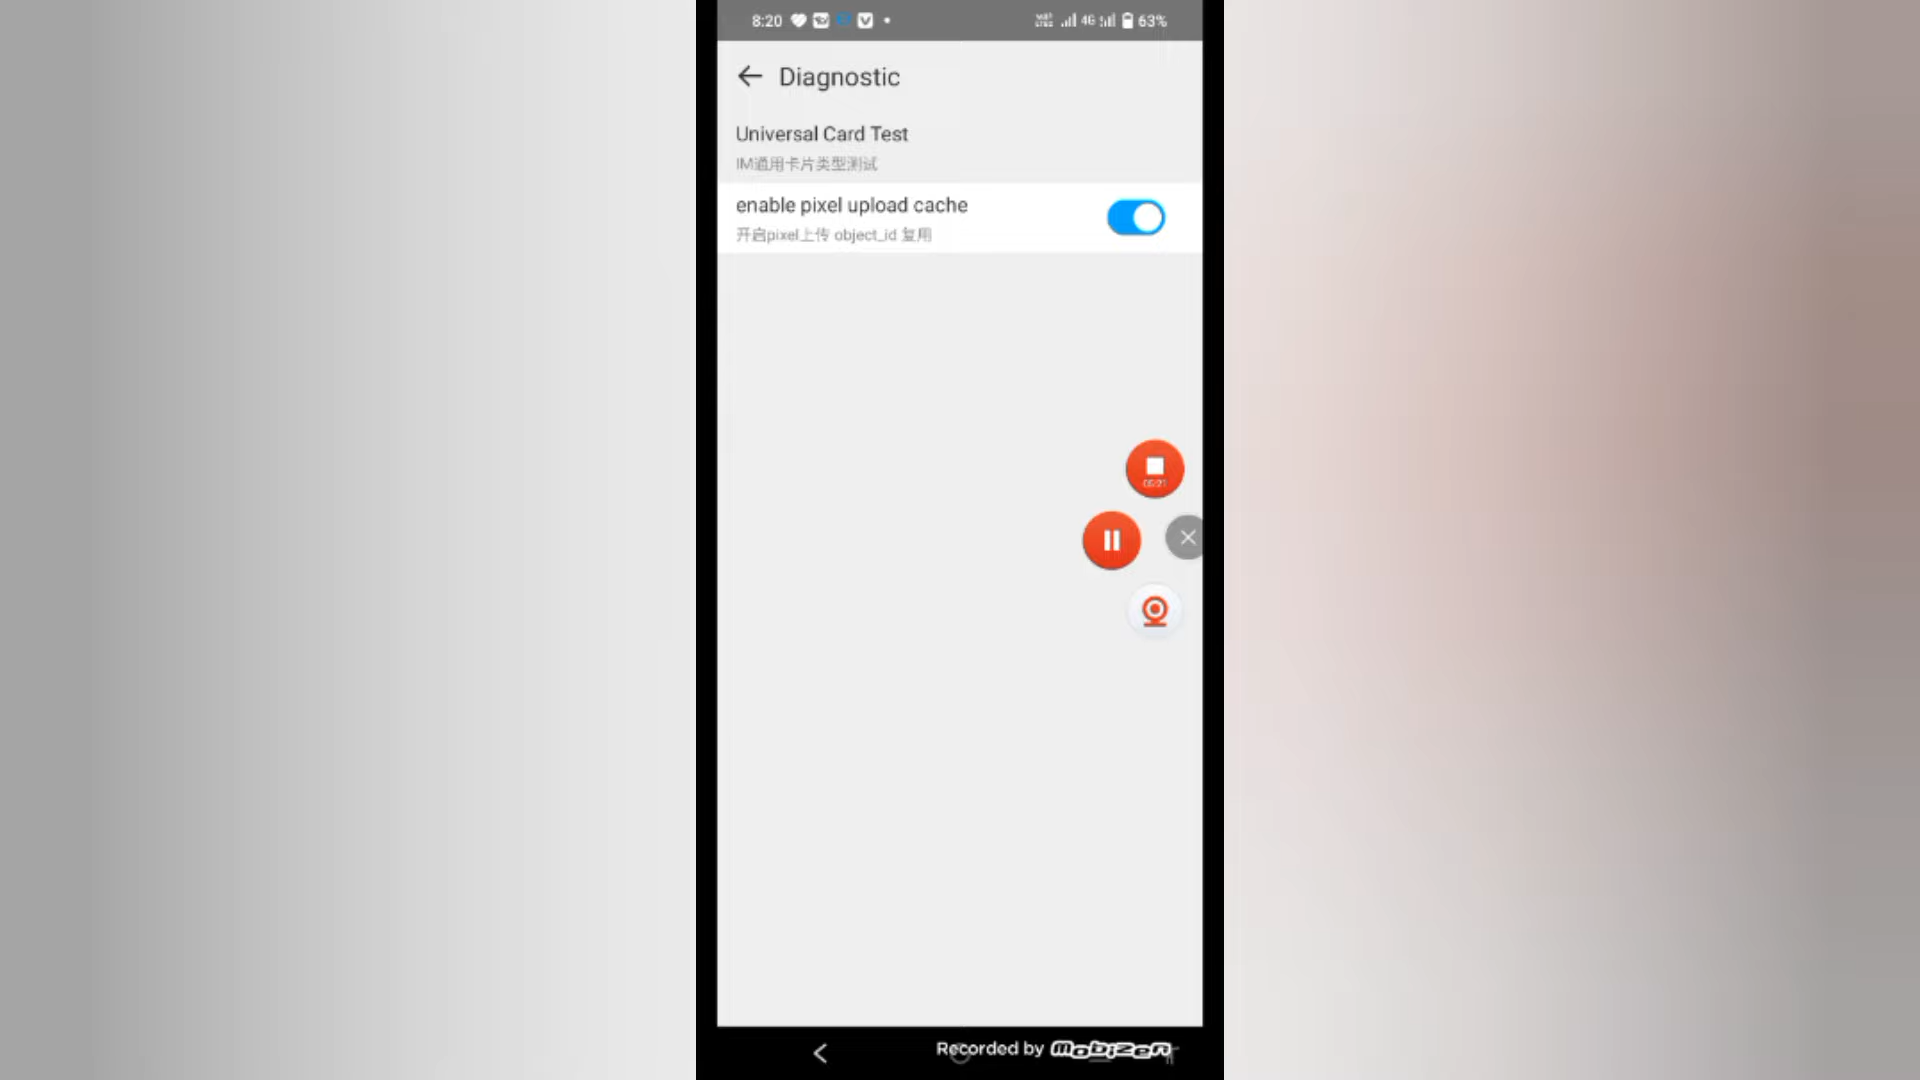 8:20
4G
63%
Diagnostic
Universal Card Test
IM通用卡片类型测试
enable pixel upload cache
开启pixel上传 object_id 复用
Recorded by mobizen